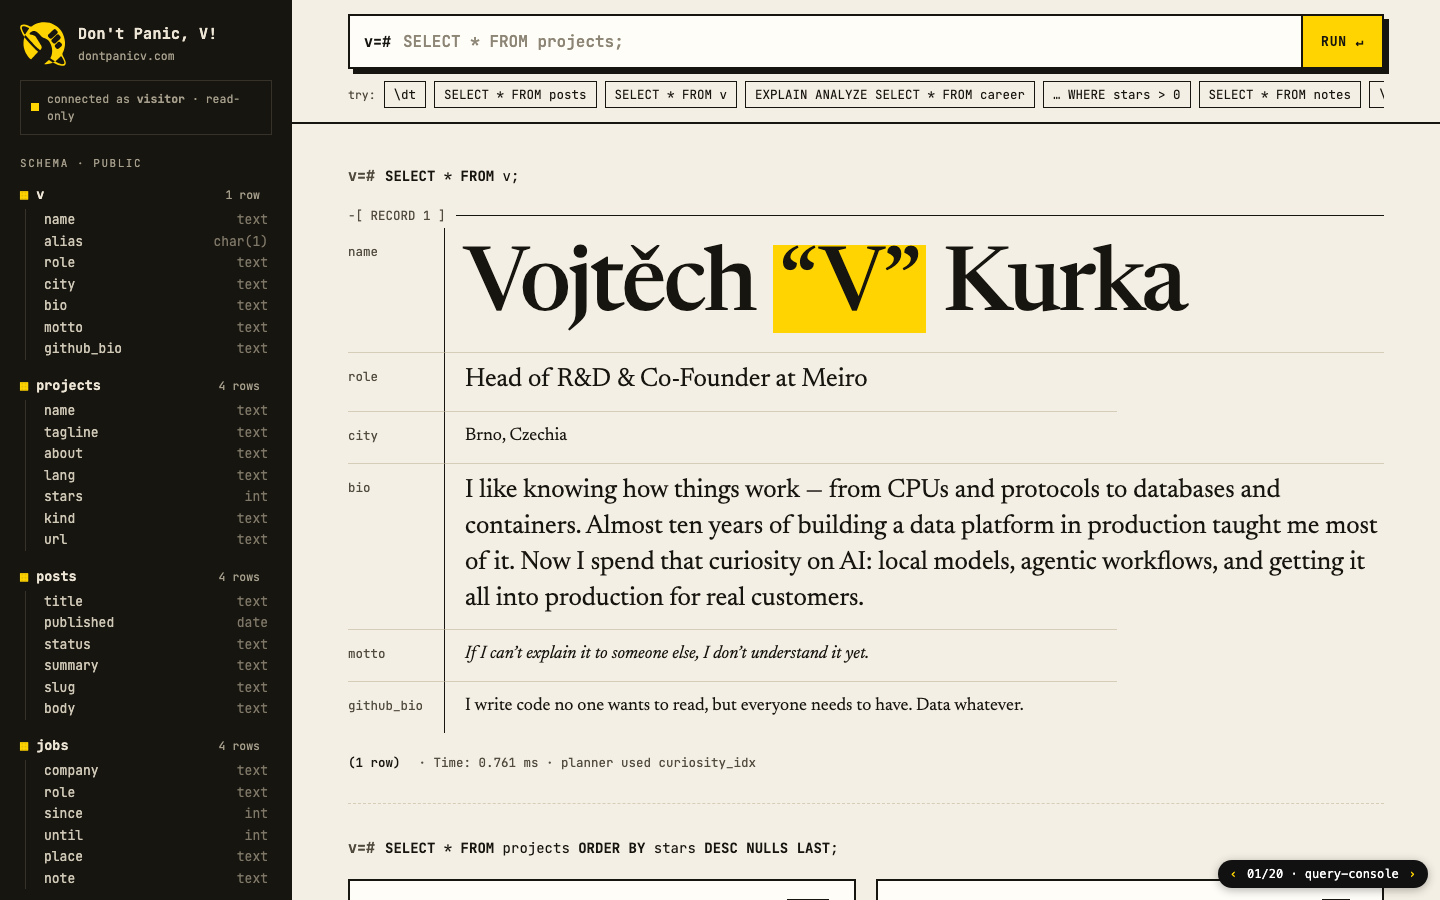 Don't Panic, V!
dontpanicv.com
connected as visitor · read-
only
SCHEMA · PUBLIC
v 1 row
name text
alias char(1)
role text
city text
bio text
motto text
github_bio text
projects 4 rows
name text
tagline text
about text
lang text
stars int
kind text
url text
posts 4 rows
title text
published date
status text
summary text
slug text
body text
jobs 4 rows
company text
role text
since int
until int
place text
note text
v=# SELECT * FROM projects;
RUN ↵
try: \dt SELECT * FROM posts SELECT * FROM v EXPLAIN ANALYZE SELECT * FROM career … WHERE stars > 0 SELECT * FROM notes \
v=# SELECT * FROM v;
-[ RECORD 1 ]
name Vojtěch “V” Kurka
role Head of R&D & Co-Founder at Meiro
city Brno, Czechia
bio I like knowing how things work — from CPUs and protocols to databases and
containers. Almost ten years of building a data platform in production taught me most
of it. Now I spend that curiosity on AI: local models, agentic workflows, and getting it
all into production for real customers.
motto If I can’t explain it to someone else, I don’t understand it yet.
github_bio I write code no one wants to read, but everyone needs to have. Data whatever.
(1 row) · Time: 0.761 ms · planner used curiosity_idx
v=# SELECT * FROM projects ORDER BY stars DESC NULLS LAST;
‹ 01/20 · query-console ›